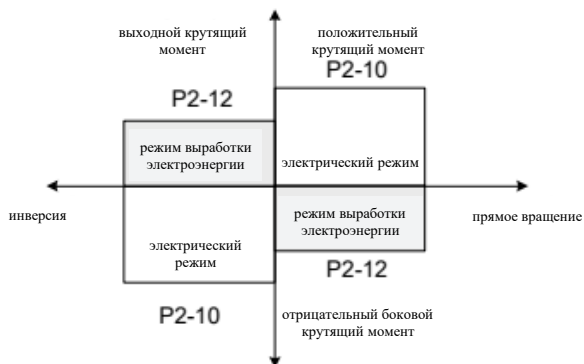 выходной крутящий
момент
положительный
крутящий момент
P2-10
P2-12
режим выработки
электроэнергии
электрический режим
инверсия
прямое вращение
режим выработки
электроэнергии
электрический
режим
P2-12
P2-10
отрицательный боковой
крутящий момент